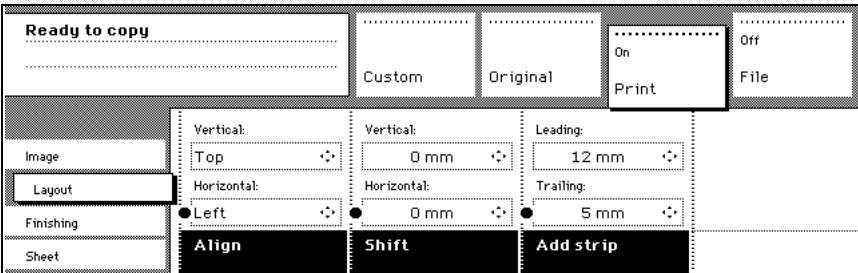 Ready to copy
Custom
Original
On
Print
Off
File
Image
Layout
Finishing
Sheet
Vertical:
Top
Horizontal:
Left
Align
Vertical:
0 mm
Horizontal:
0 mm
Shift
Leading:
12 mm
Trailing:
5 mm
Add strip